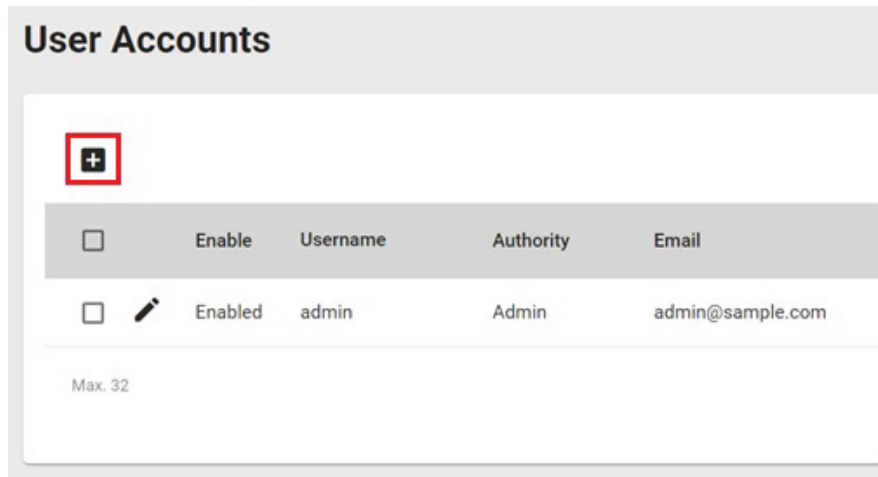 User Accounts
Enable Username Authority Email
Enabled admin Admin admin@sample.com
Max. 32